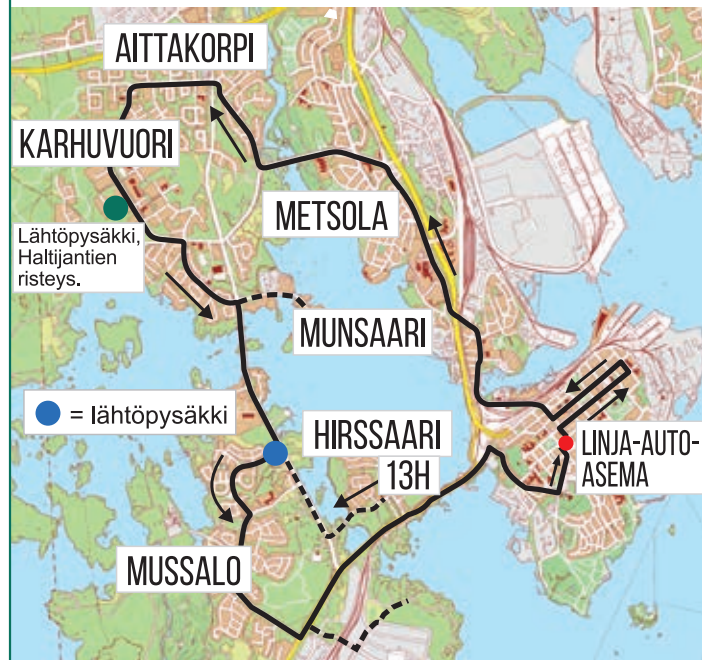 AITTAKORPI
KARHUVUORI
METSOLA
Lähtöpysäkki,
Haltijantien
risteys.
MUNSAARI
= lähtöpysäkki
HIRSSAARI
13H
LINJA-AUTO-
ASEMA
MUSSALO